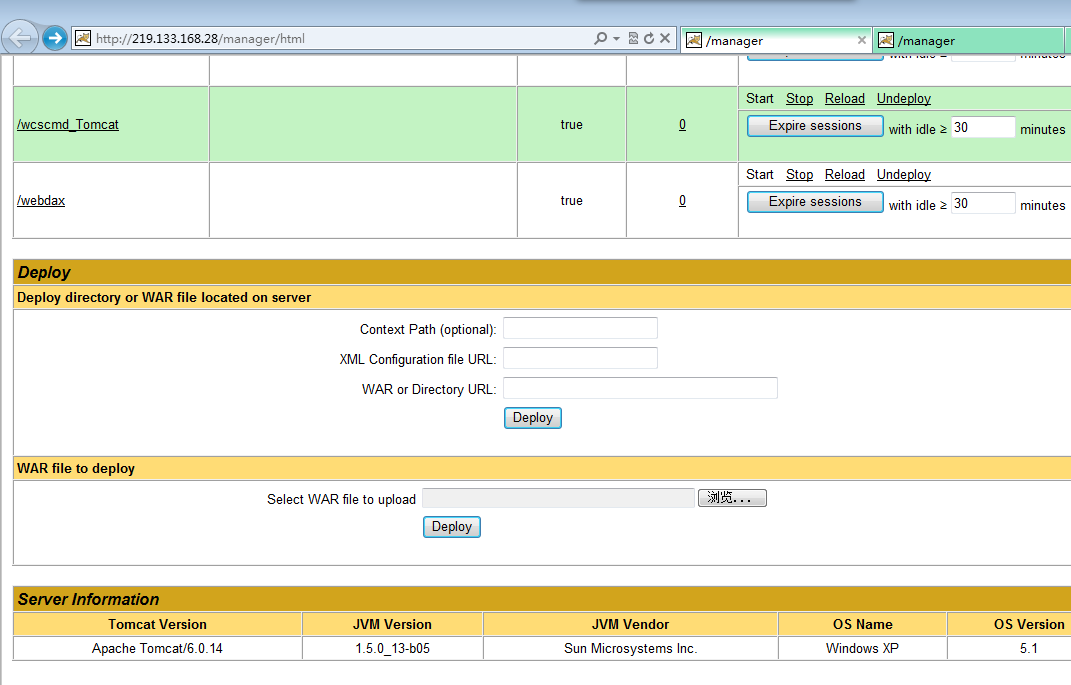 http://219.133.168.28/manager/html
/manager
/manager
with idle ≥ minutes
Start Stop Reload Undeploy
/wcscmd_Tomcat true 0
Expire sessions with idle ≥ 30 minutes
Start Stop Reload Undeploy
/webdax true 0
Expire sessions with idle ≥ 30 minutes
Deploy
Deploy directory or WAR file located on server
Context Path (optional):
XML Configuration file URL:
WAR or Directory URL:
Deploy
WAR file to deploy
Select WAR file to upload 浏览...
Deploy
Server Information
Tomcat Version JVM Version JVM Vendor OS Name OS Version
Apache Tomcat/6.0.14 1.5.0_13-b05 Sun Microsystems Inc. Windows XP 5.1